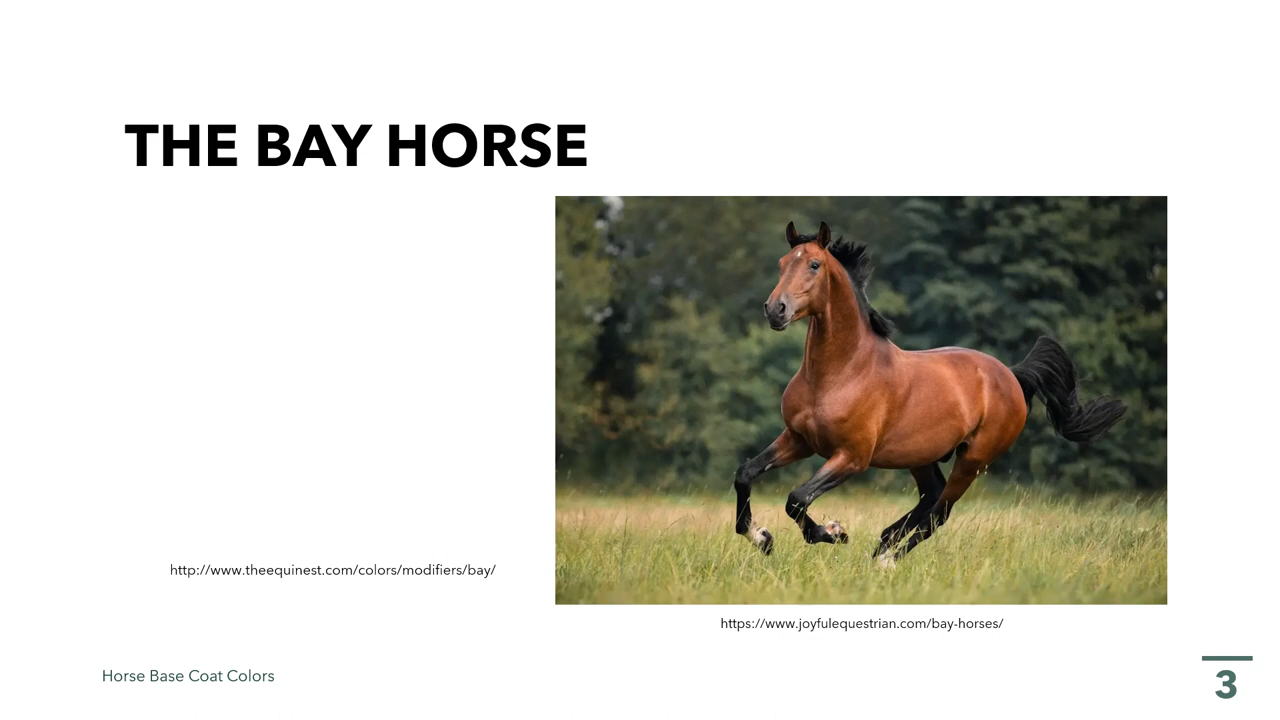 THE BAY HORSE
http://www.theequinest.com/colors/modifiers/bay/
https://www.joyfulequestrian.com/bay-horses/
Horse Base Coat Colors
3